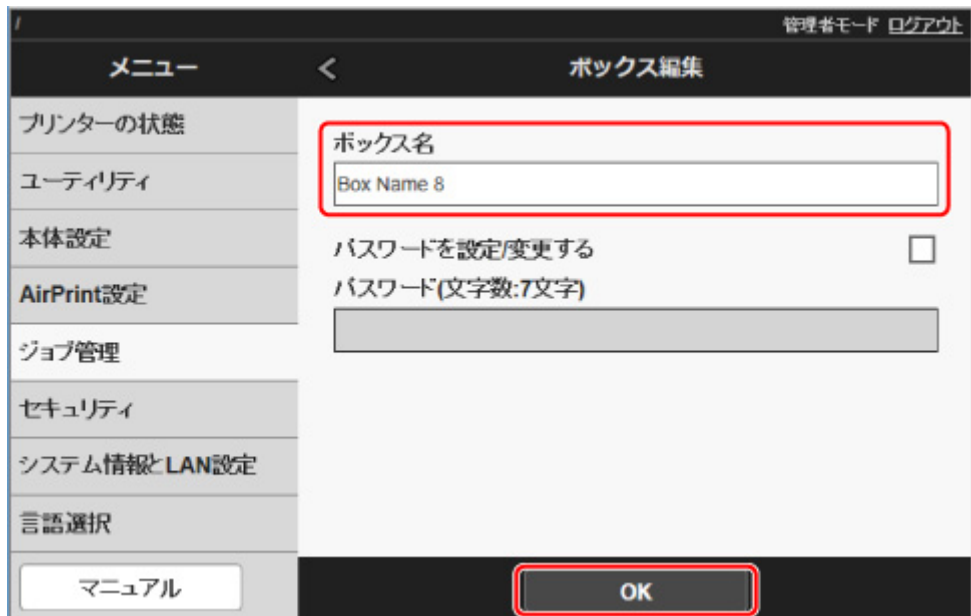 /
管理者モード ログアウト
メニュー
< ボックス編集
プリンターの状態
ユーティリティ
本体設定
AirPrint設定
ジョブ管理
セキュリティ
システム情報とLAN設定
言語選択
マニュアル
ボックス名
Box Name 8
パスワードを設定/変更する
パスワード(文字数:7文字)
OK